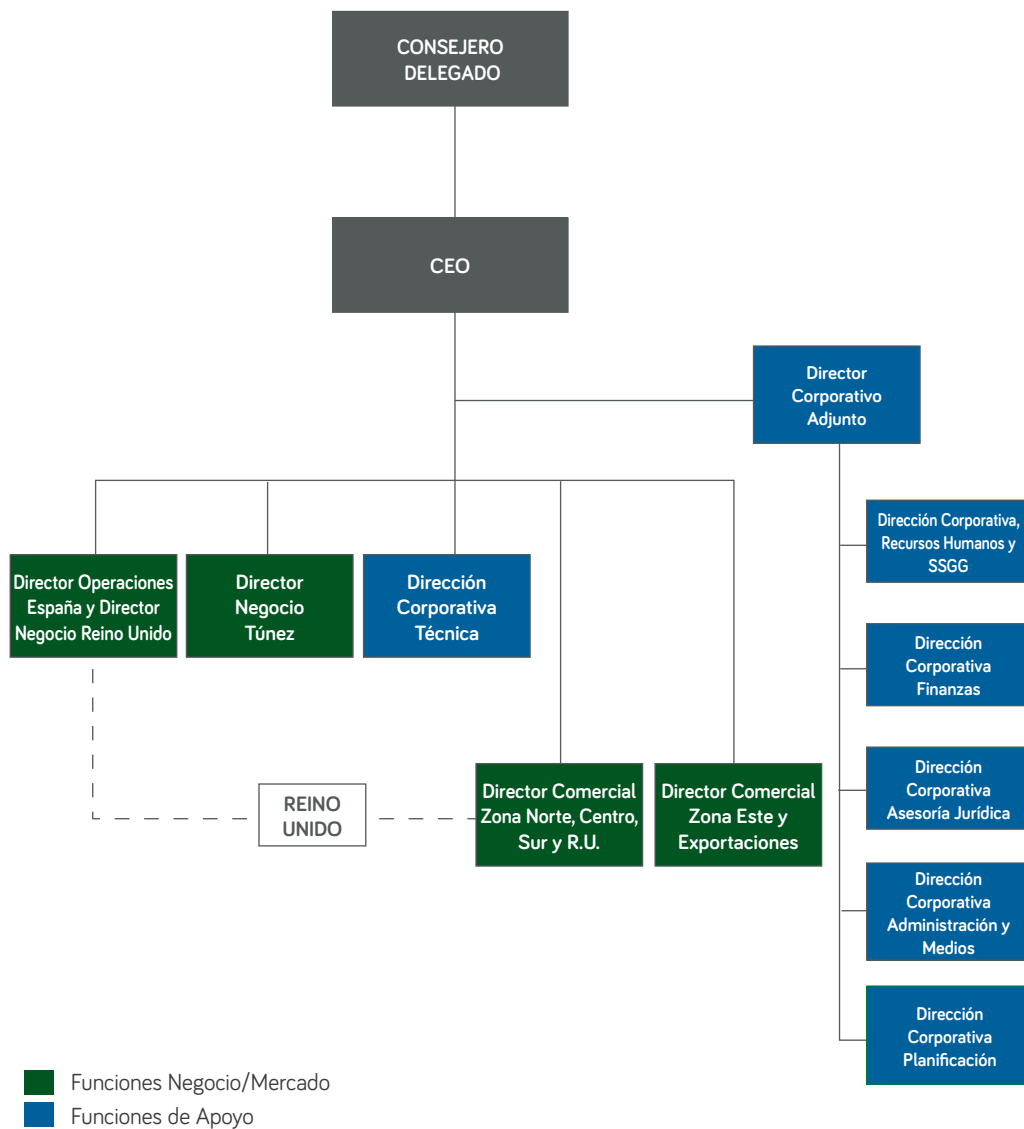 CONSEJERO
DELEGADO
CEO
Director
Corporativo
Adjunto
Dirección Corporativa,
Recursos Humanos y
SSGG
Director Operaciones
España y Director
Negocio Reino Unido
Director
Negocio
Túnez
Dirección
Corporativa
Técnica
Dirección
Corporativa
Finanzas
REINO
UNIDO
Director Comercial
Zona Norte, Centro,
Sur y R.U.
Director Comercial
Zona Este y
Exportaciones
Dirección
Corporativa
Asesoría Jurídica
Dirección
Corporativa
Administración y
Medios
Dirección
Corporativa
Planificación
Funciones Negocio/Mercado
Funciones de Apoyo